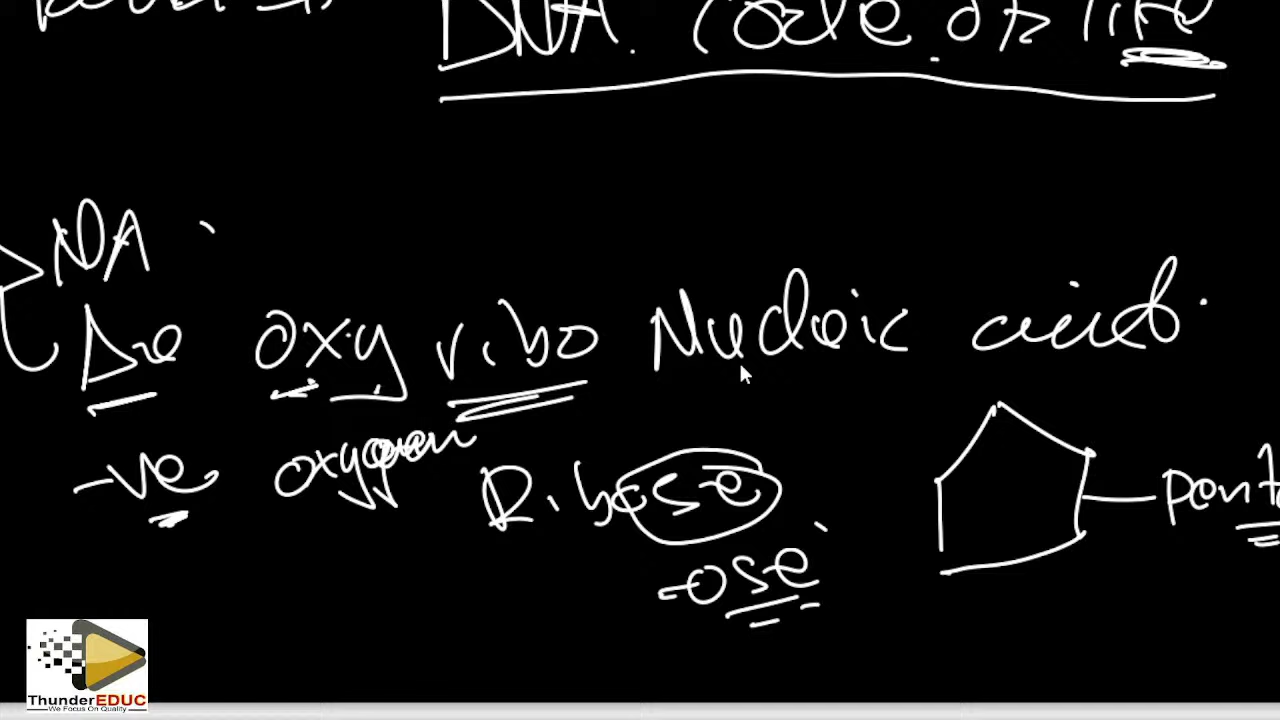 DNA. Code of life
DNA
De oxy ribo Nucleic acid.
-ve oxygen
Ribose
-ose
pent
ThunderEDUC
We Focus On Quality